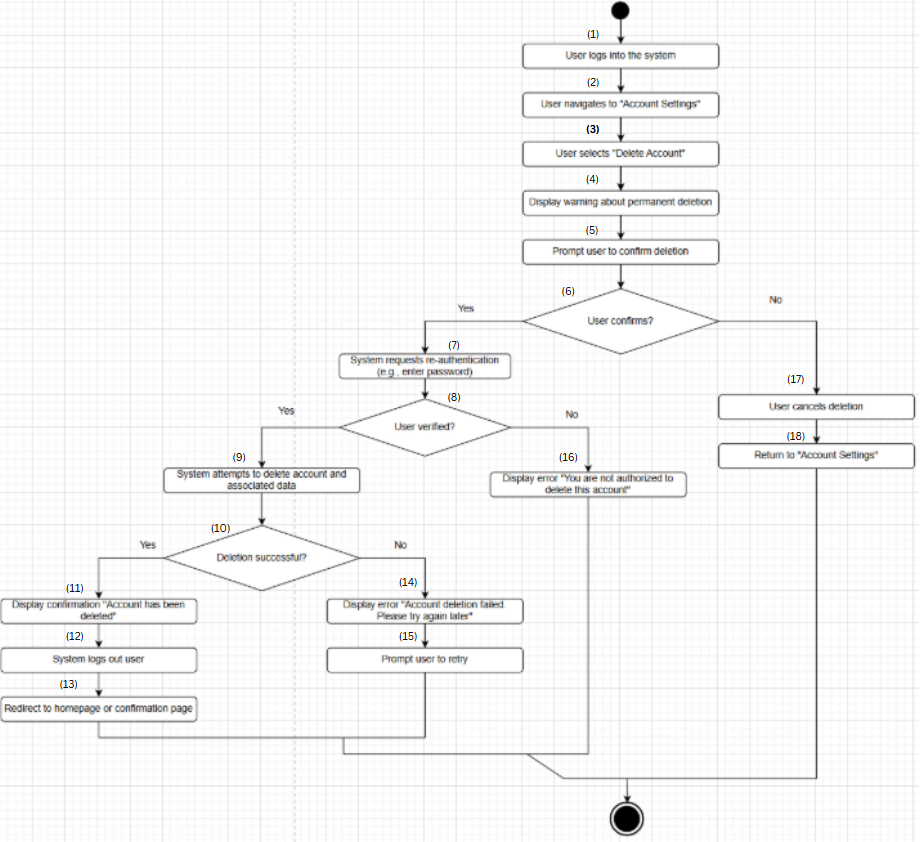 (1)
User logs into the system
(2)
User navigates to "Account Settings"
(3)
User selects "Delete Account"
(4)
Display warning about permanent deletion
(5)
Prompt user to confirm deletion
(6)
User confirms?
Yes
No
(7)
System requests re-authentication
(e.g., enter password)
(8)
User verified?
Yes
No
(9)
System attempts to delete account and
associated data
(10)
Deletion successful?
Yes
No
(11)
Display confirmation "Account has been
deleted"
(12)
System logs out user
(13)
Redirect to homepage or confirmation page
(14)
Display error "Account deletion failed.
Please try again later"
(15)
Prompt user to retry
(16)
Display error "You are not authorized to
delete this account"
(17)
User cancels deletion
(18)
Return to "Account Settings"